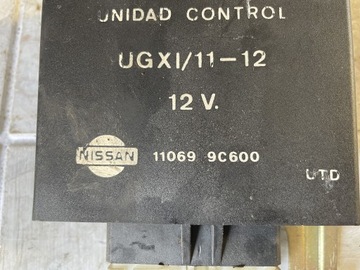 UNIDAD CONTROL
UGXI/11-12
12 V.
NISSAN 11069 9C600
UTD